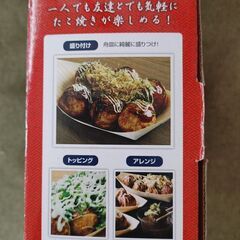 一人でも友達とでも気軽に
たこ焼きが楽しめる!
盛り付け 舟皿に綺麗に盛りつけ!
トッピング
アレンジ